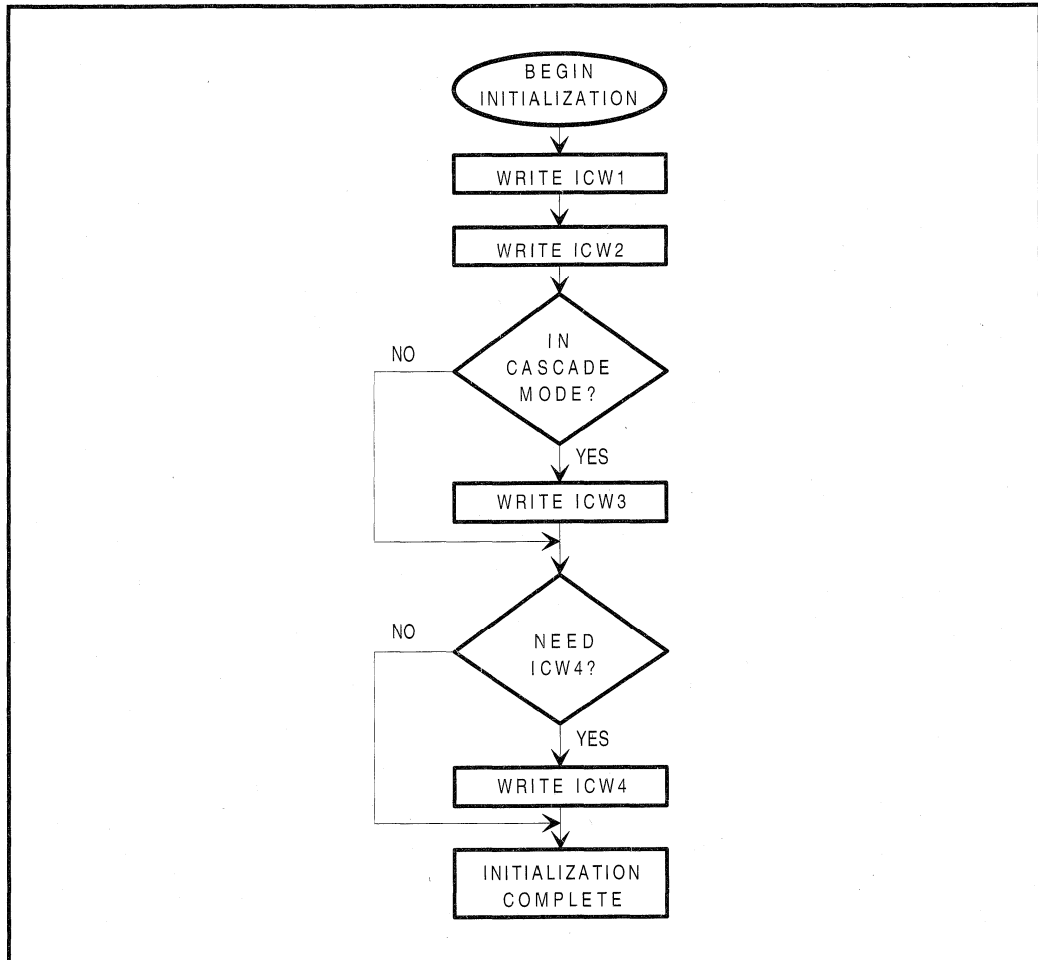 BEGIN
INITIALIZATION
WRITE ICW1
WRITE ICW2
IN
CASCADE
MODE?
NO
YES
WRITE ICW3
NEED
ICW4?
NO
YES
WRITE ICW4
INITIALIZATION
COMPLETE